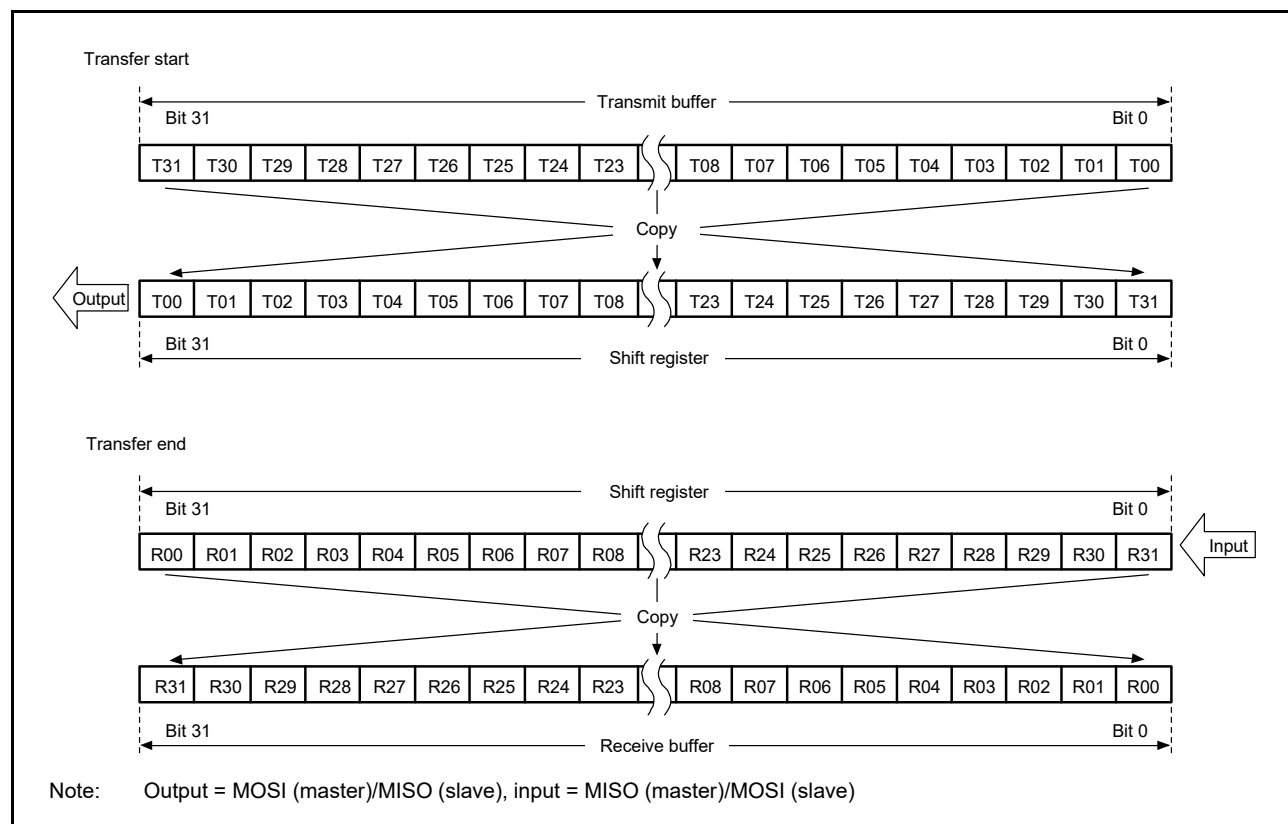 Transfer start
Transmit buffer
Bit 31 Bit 0
T31 T30 T29 T28 T27 T26 T25 T24 T23 T08 T07 T06 T05 T04 T03 T02 T01 T00
Copy
Output T00 T01 T02 T03 T04 T05 T06 T07 T08 T23 T24 T25 T26 T27 T28 T29 T30 T31
Bit 31 Bit 0
Shift register
Transfer end
Shift register
Bit 31 Bit 0
R00 R01 R02 R03 R04 R05 R06 R07 R08 R23 R24 R25 R26 R27 R28 R29 R30 R31 Input
Copy
R31 R30 R29 R28 R27 R26 R25 R24 R23 R08 R07 R06 R05 R04 R03 R02 R01 R00
Bit 31 Bit 0
Receive buffer
Note: Output = MOSI (master)/MISO (slave), input = MISO (master)/MOSI (slave)